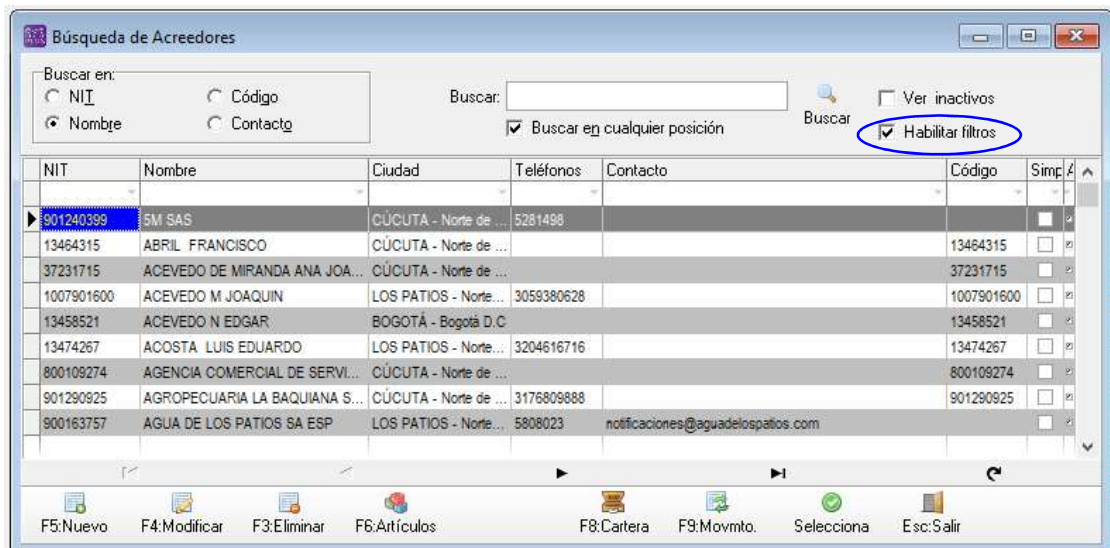 Búsqueda de Acreedores
Buscar en:
NIT Código
Nombre Contacto
Buscar:
Buscar en cualquier posición
Buscar
Ver inactivos
Habilitar filtros
NIT Nombre Ciudad Teléfonos Contacto Código Simp A
901240399 5M SAS CÚCUTA - Norte de ... 5281498
13464315 ABRIL FRANCISCO CÚCUTA - Norte de ... 13464315
37231715 ACEVEDO DE MIRANDA ANA JOA... CÚCUTA - Norte de ... 37231715
1007901600 ACEVEDO M JOAQUIN LOS PATIOS - Norte... 3059380628 1007901600
13458521 ACEVEDO N EDGAR BOGOTÁ - Bogotá D.C 13458521
13474267 ACOSTA LUIS EDUARDO LOS PATIOS - Norte... 3204616716 13474267
800109274 AGENCIA COMERCIAL DE SERVI... CÚCUTA - Norte de ... 800109274
901290925 AGROPECUARIA LA BAQUIANA S... CÚCUTA - Norte de ... 3176809888 901290925
900163757 AGUA DE LOS PATIOS SA ESP LOS PATIOS - Norte... 5808023 notificaciones@aguadelospatios.com
F5:Nuevo F4:Modificar F3:Eliminar F6:Artículos F8:Cartera F9:Movmto. Selecciona Esc:Salir